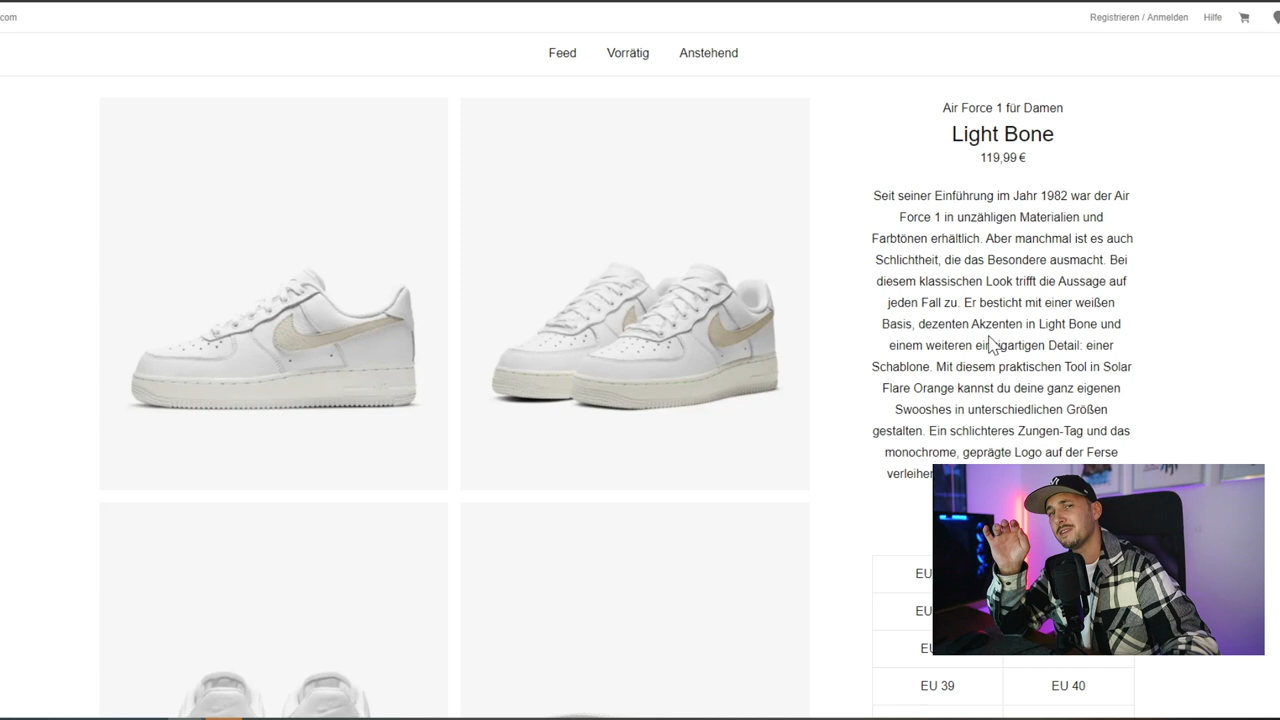 com
Registrieren / Anmelden
Hilfe
Feed
Vorrätig
Anstehend
Air Force 1 für Damen
Light Bone
119,99 €
Seit seiner Einführung im Jahr 1982 war der Air
Force 1 in unzähligen Materialien und
Farbtönen erhältlich. Aber manchmal ist es auch
Schlichtheit, die das Besondere ausmacht. Bei
diesem klassischen Look trifft die Aussage auf
jeden Fall zu. Er besticht mit einer weißen
Basis, dezenten Akzenten in Light Bone und
einem weiteren einzigartigen Detail: einer
Schablone. Mit diesem praktischen Tool in Solar
Flare Orange kannst du deine ganz eigenen
Swooshes in unterschiedlichen Größen
gestalten. Ein schlichteres Zungen-Tag und das
monochrome, geprägte Logo auf der Ferse
verleihen
EU
EU
EU
EU 39
EU 40